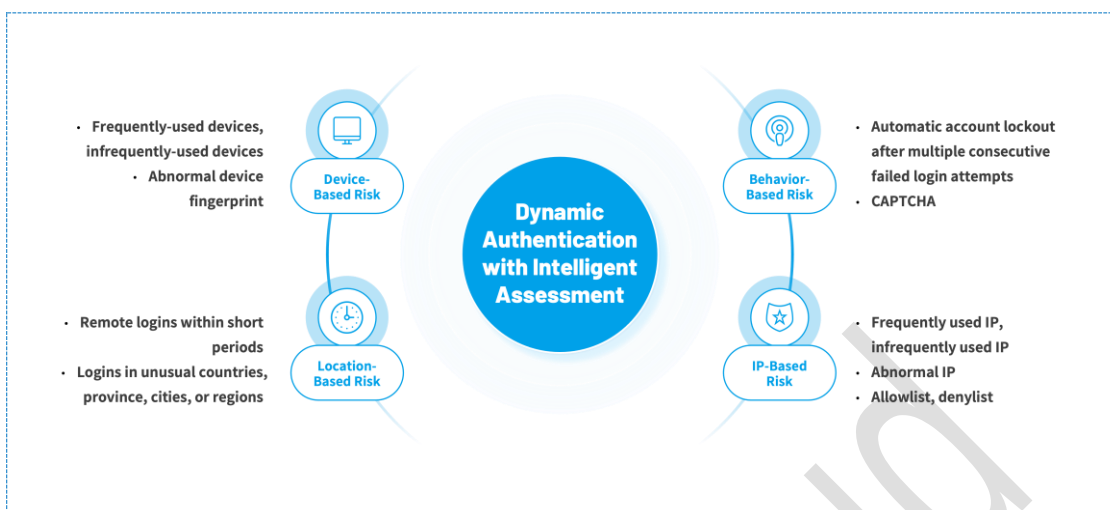 • Frequently-used devices,
infrequently-used devices
• Abnormal device
fingerprint
Device-
Based Risk
• Remote logins within short
periods
• Logins in unusual countries,
province, cities, or regions
Location-
Based Risk
Dynamic
Authentication
with Intelligent
Assessment
Behavior-
Based Risk
• Automatic account lockout
after multiple consecutive
failed login attempts
• CAPTCHA
IP-Based
Risk
• Frequently used IP,
infrequently used IP
• Abnormal IP
• Allowlist, denylist